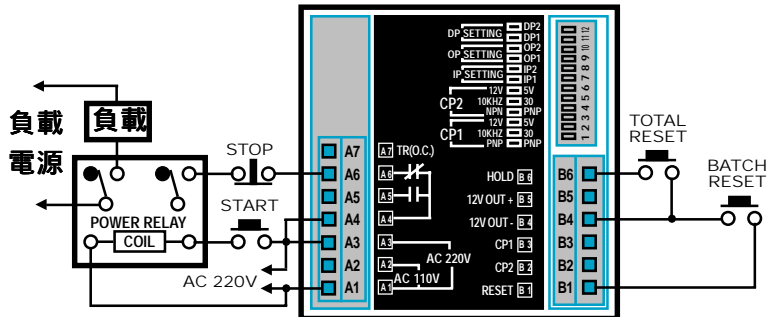 負載
電源
負載
STOP
START
POWER RELAY
COIL
AC 220V
A7
A6
A5
A4
A3
A2
A1
A7 TR(O.C.)
A6
A5
A4
A3
A2
A1
AC 220V
AC 110V
DP SETTING
DP2
DP1
OP SETTING
OP2
OP1
IP SETTING
IP2
IP1
CP2
12V 5V
10KHZ 30
NPN PNP
CP1
12V 5V
10KHZ 30
PNP PNP
HOLD B6
12V OUT + B5
12V OUT - B4
CP1 B3
CP2 B2
RESET B1
1 2 3 4 5 6 7 8 9 10 11 12
B6
B5
B4
B3
B2
B1
TOTAL
RESET
BATCH
RESET